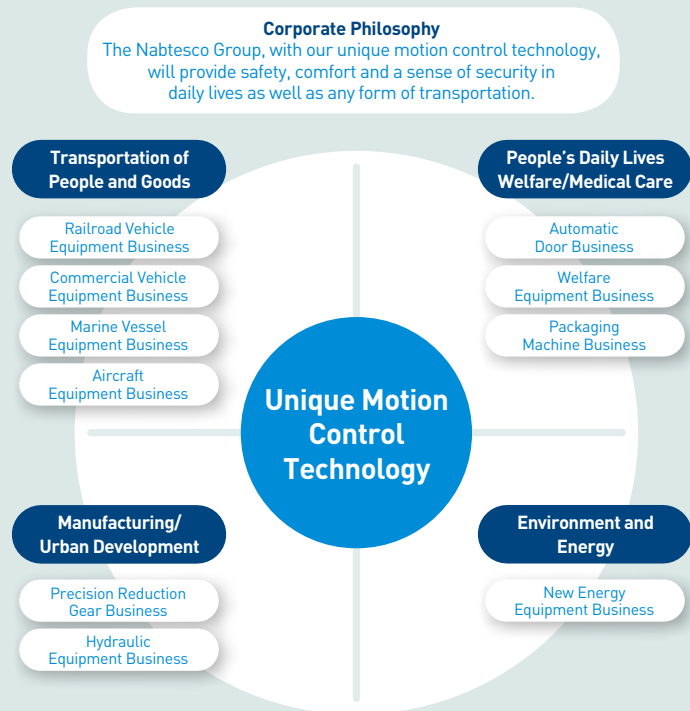 Corporate Philosophy
The Nabtesco Group, with our unique motion control technology,
will provide safety, comfort and a sense of security in
daily lives as well as any form of transportation.
Transportation of
People and Goods
Railroad Vehicle
Equipment Business
Commercial Vehicle
Equipment Business
Marine Vessel
Equipment Business
Aircraft
Equipment Business
People’s Daily Lives
Welfare/Medical Care
Automatic
Door Business
Welfare
Equipment Business
Packaging
Machine Business
Unique Motion
Control
Technology
Manufacturing/
Urban Development
Precision Reduction
Gear Business
Hydraulic
Equipment Business
Environment and
Energy
New Energy
Equipment Business